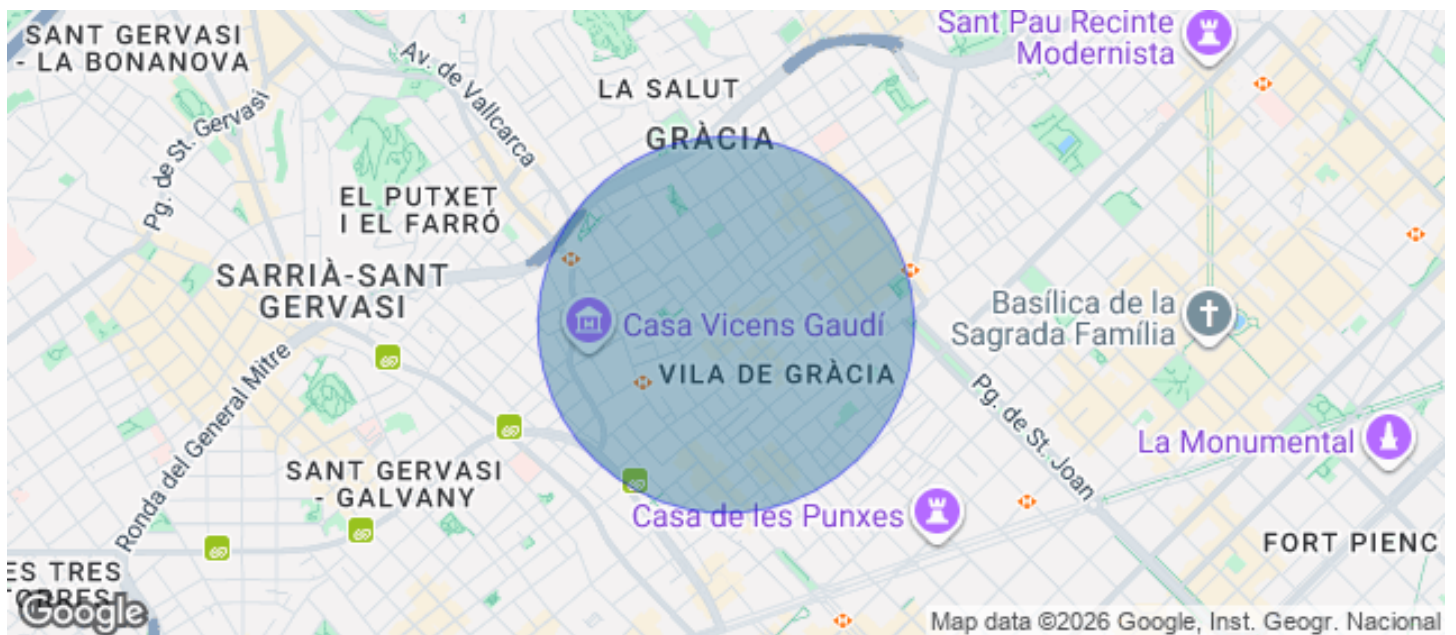 SANT GERVASI
- LA BONANOVA
Av. de Vallcarca
Sant Pau Recinte
Modernista
LA SALUT
GRÀCIA
Pg. de St. Gervasi
EL PUTXET
I EL FARRÓ
SARRIÀ-SANT
GERVASI
Casa Vicens Gaudí
Basílica de la
Sagrada Família
VILA DE GRÀCIA
Ronda del General Mitre
Pg. de St. Joan
La Monumental
SANT GERVASI
- GALVANY
Casa de les Punxes
FORT PIENC
ES TRES
TORRES
Google
Map data ©2026 Google, Inst. Geogr. Nacional